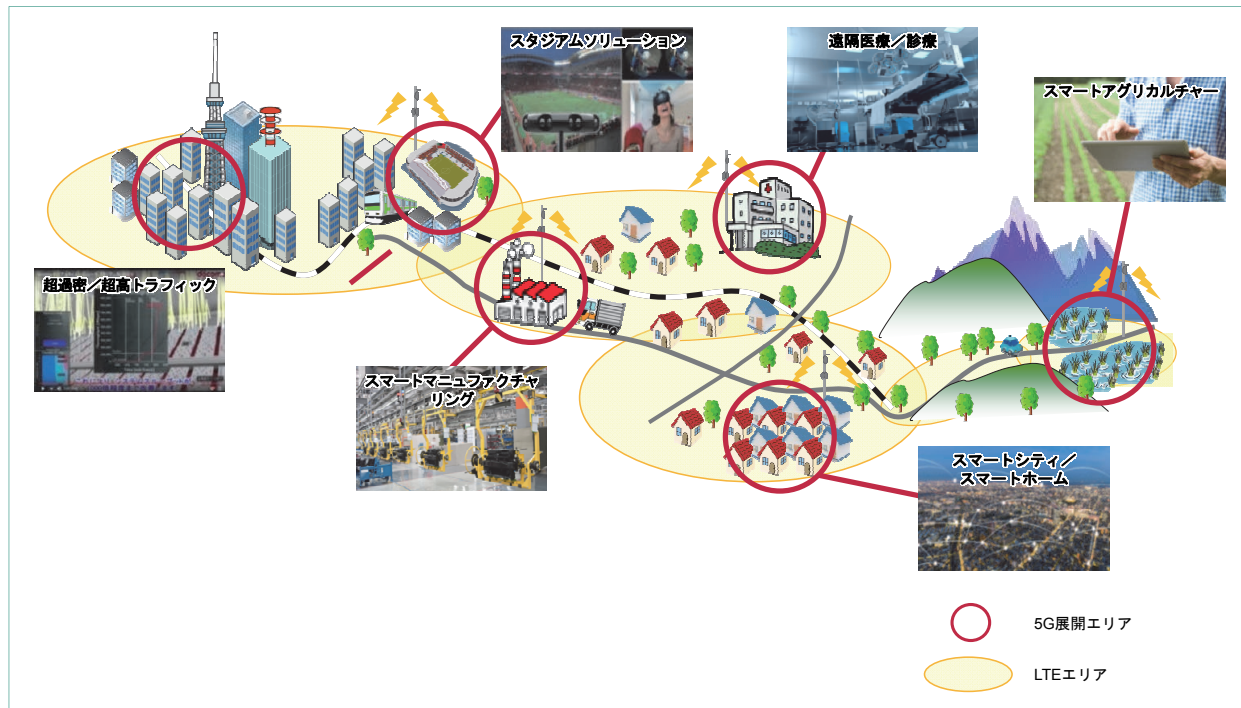 スタジアムソリューション
遠隔医療／診療
スマートアグリカルチャー
超過密／超高トラフィック
スマートマニュファクチャ
リング
スマートシティ／
スマートホーム
5G展開エリア
LTEエリア